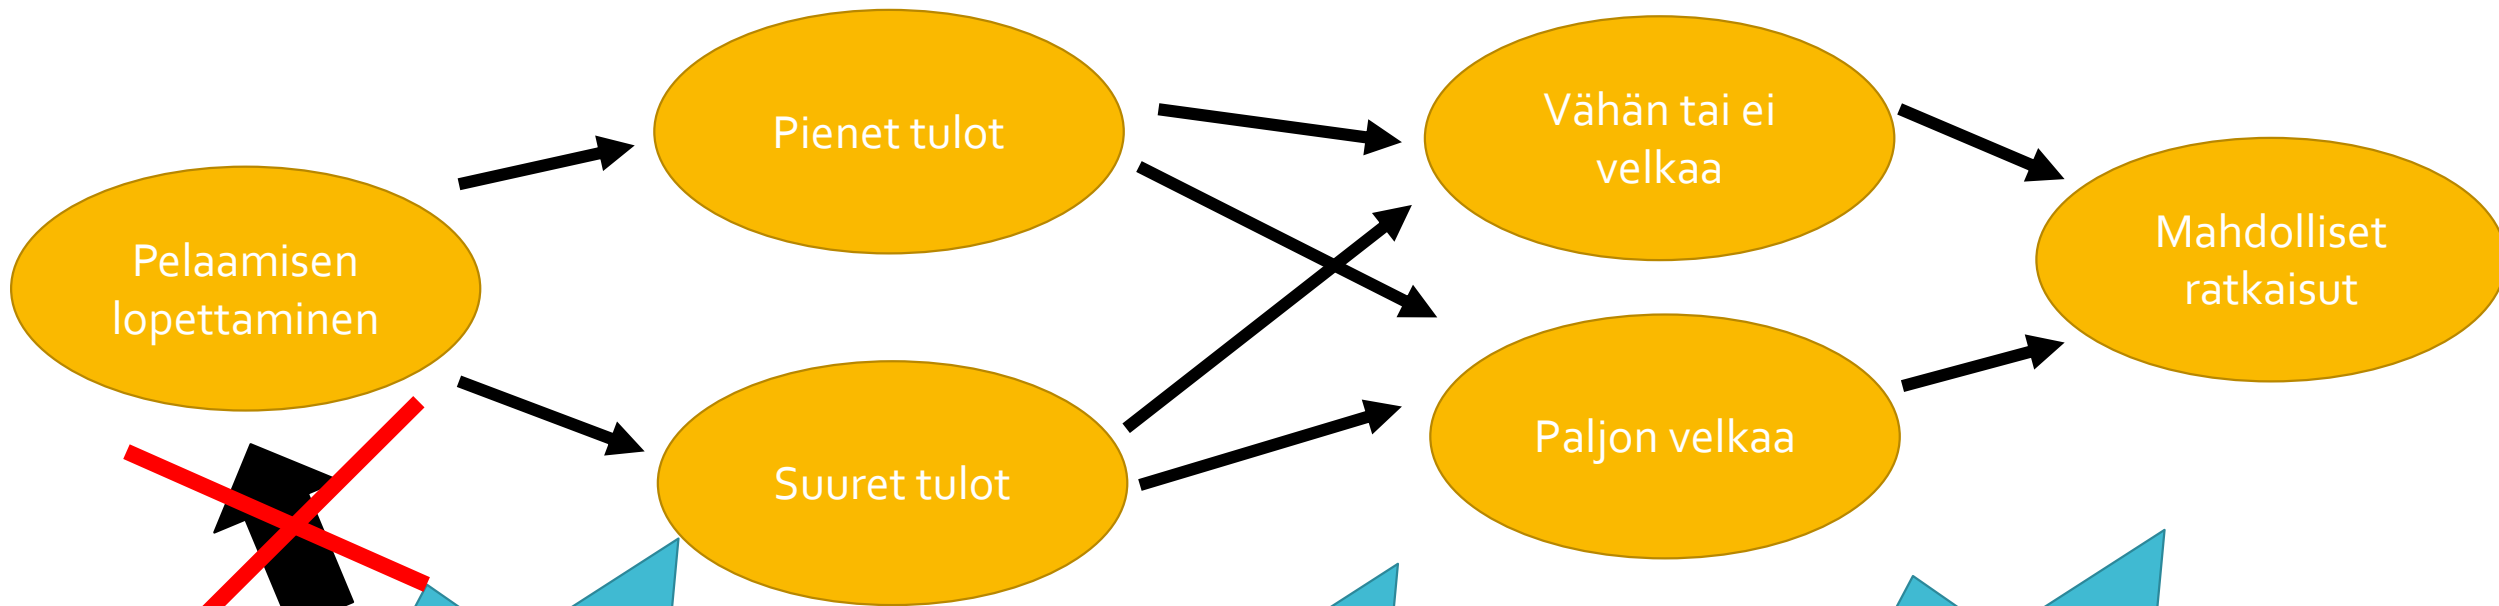 Pelaamisen
lopettaminen
Pienet tulot
Suuret tulot
Vähän tai ei
velkaa
Paljon velkaa
Mahdolliset
ratkaisut